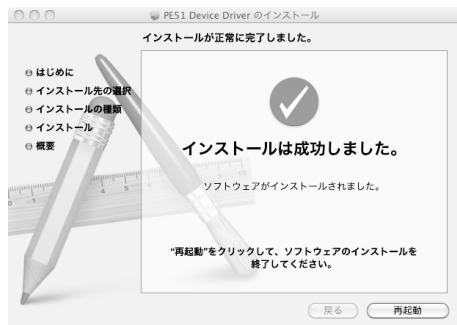 PES1 Device Driver のインストール
インストールが正常に完了しました。
はじめに
インストール先の選択
インストールの種類
インストール
概要
インストールは成功しました。
ソフトウェアがインストールされました。
"再起動"をクリックして、ソフトウェアのインストールを
終了してください。
戻る
再起動